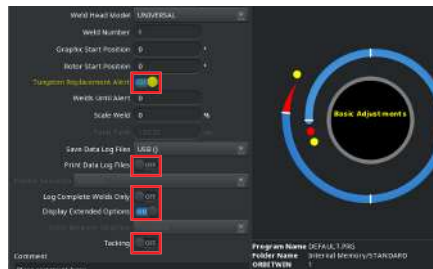 Weld Head Model UNIVERSAL
Weld Number 1
Graphic Start Position 0 °
Rotor Start Position 0 °
Tungsten Replacement Alert
Welds Until Alert 0
Scale Weld 0 %
Save Data Log Files USB ()
Print Data Log Files Off
Log Complete Welds Only Off
Display Extended Options
Tacking Off
Comment
Basic Adjustments
Program Name DEFAULT.PRG
Folder Name Internal Memory/STANDARD
ORBITWIN 1